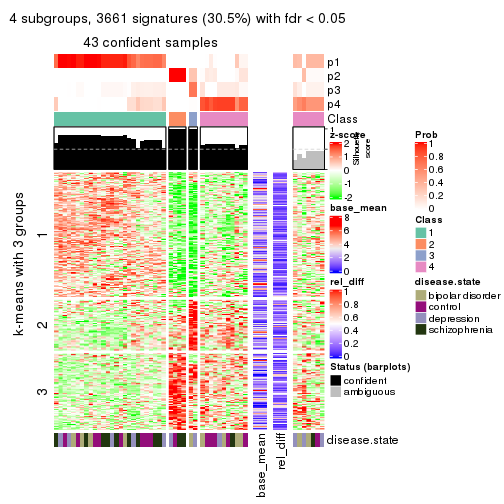 4 subgroups, 3661 signatures (30.5%) with fdr < 0.05
43 confident samples
p1
p2
p3
p4
Class
1
Silhouette
score
k-means with 3 groups
1
2
3
base_mean
rel_diff
disease.state
z-score
2
1
0
-1
-2
base_mean
8
6
4
2
0
rel_diff
1
0.8
0.6
0.4
0.2
0
Status (barplots)
confident
ambiguous
Prob
1
0.8
0.6
0.4
0.2
0
Class
1
2
3
4
disease.state
bipolar disorder
control
depression
schizophrenia